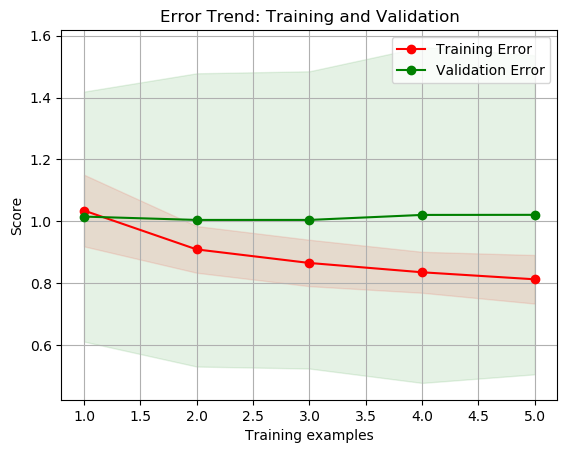 Error Trend: Training and Validation
Training Error
Validation Error
Score
1.6
1.4
1.2
1.0
0.8
0.6
1.0 1.5 2.0 2.5 3.0 3.5 4.0 4.5 5.0
Training examples